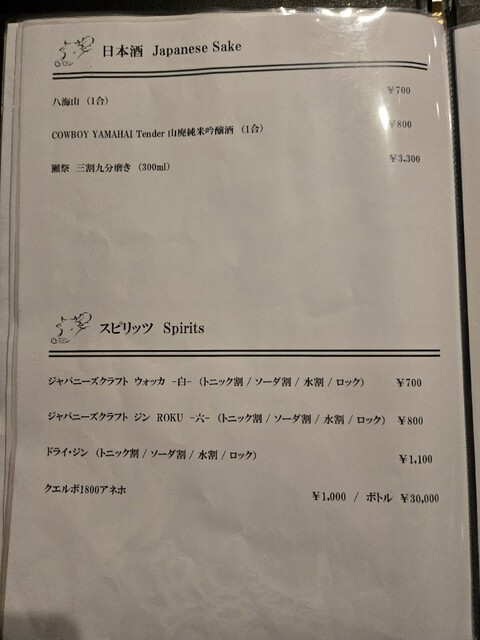 日本酒 Japanese Sake
八海山 (1合) ¥700
COWBOY YAMAHAI Tender 山廃純米吟醸酒 (1合) ¥800
獺祭 三割九分磨き (300ml) ¥3,300
スピリッツ Spirits
ジャパニーズクラフト ウォッカ -白- (トニック割 / ソーダ割 / 水割 / ロック) ¥700
ジャパニーズクラフト ジン ROKU -六- (トニック割 / ソーダ割 / 水割 / ロック) ¥800
ドライ・ジン (トニック割 / ソーダ割 / 水割 / ロック) ¥1,100
クエルボ1800アネホ ¥1,000 / ボトル ¥30,000